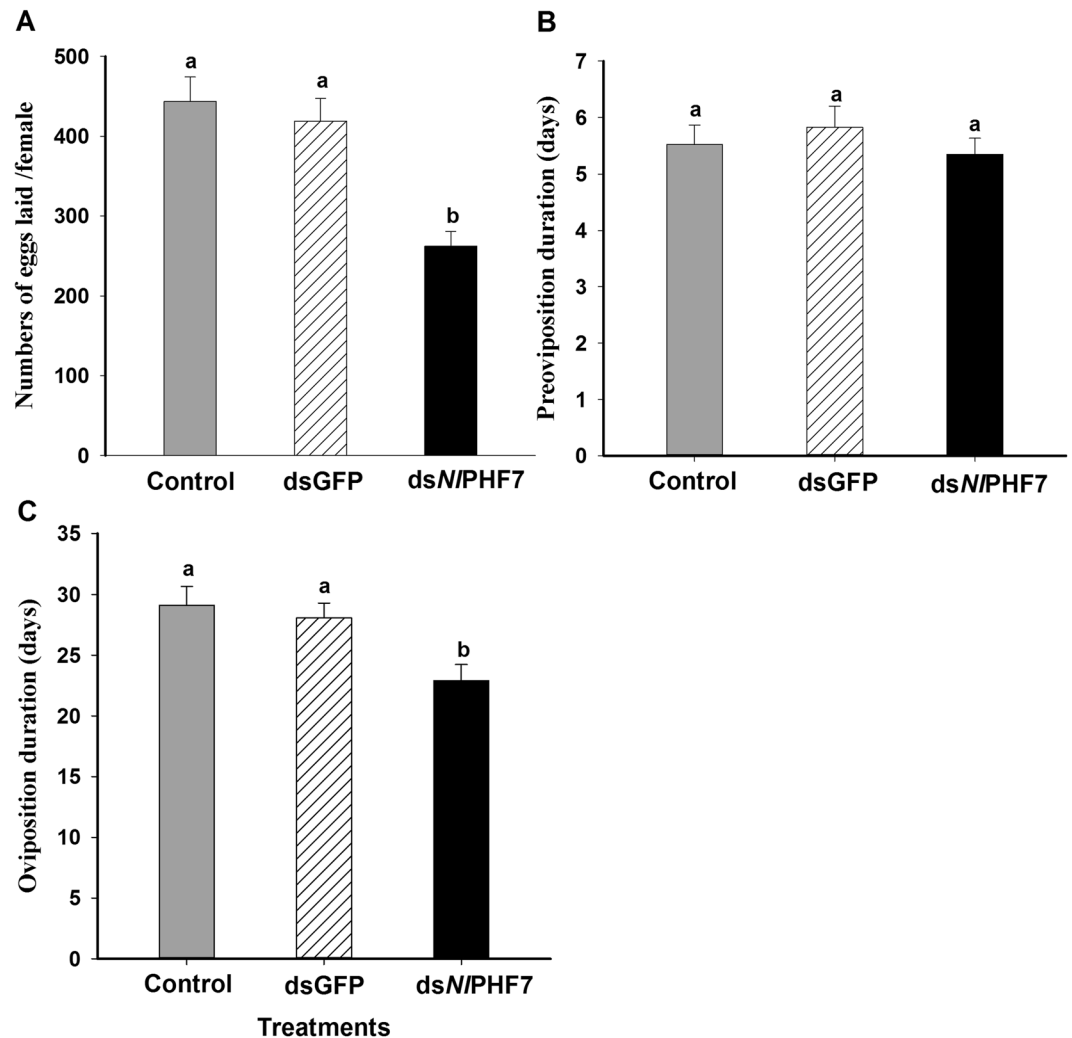 A
Numbers of eggs laid /female
500
400
300
200
100
0
a
a
b
Control
dsGFP
dsNlPHF7
B
Preoviposition duration (days)
7
6
5
4
3
2
1
0
a
a
a
Control
dsGFP
dsNlPHF7
C
Oviposition duration (days)
35
30
25
20
15
10
5
0
a
a
b
Control
dsGFP
dsNlPHF7
Treatments